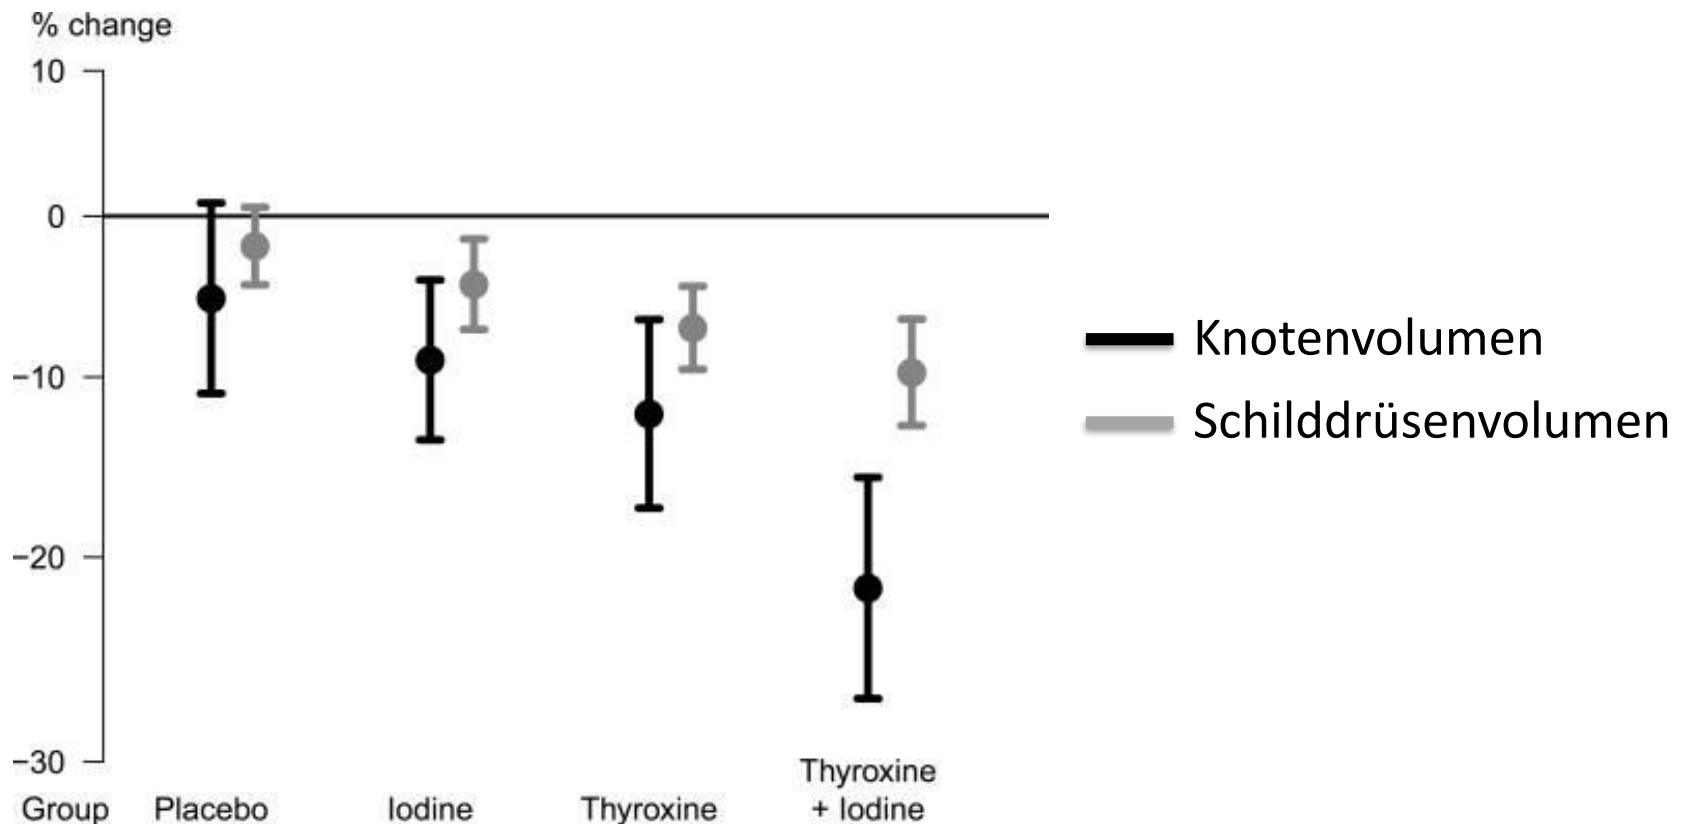 % change
10
0
−10
−20
−30
Group Placebo Iodine Thyroxine Thyroxine
+ Iodine
Knotenvolumen
Schilddrüsenvolumen